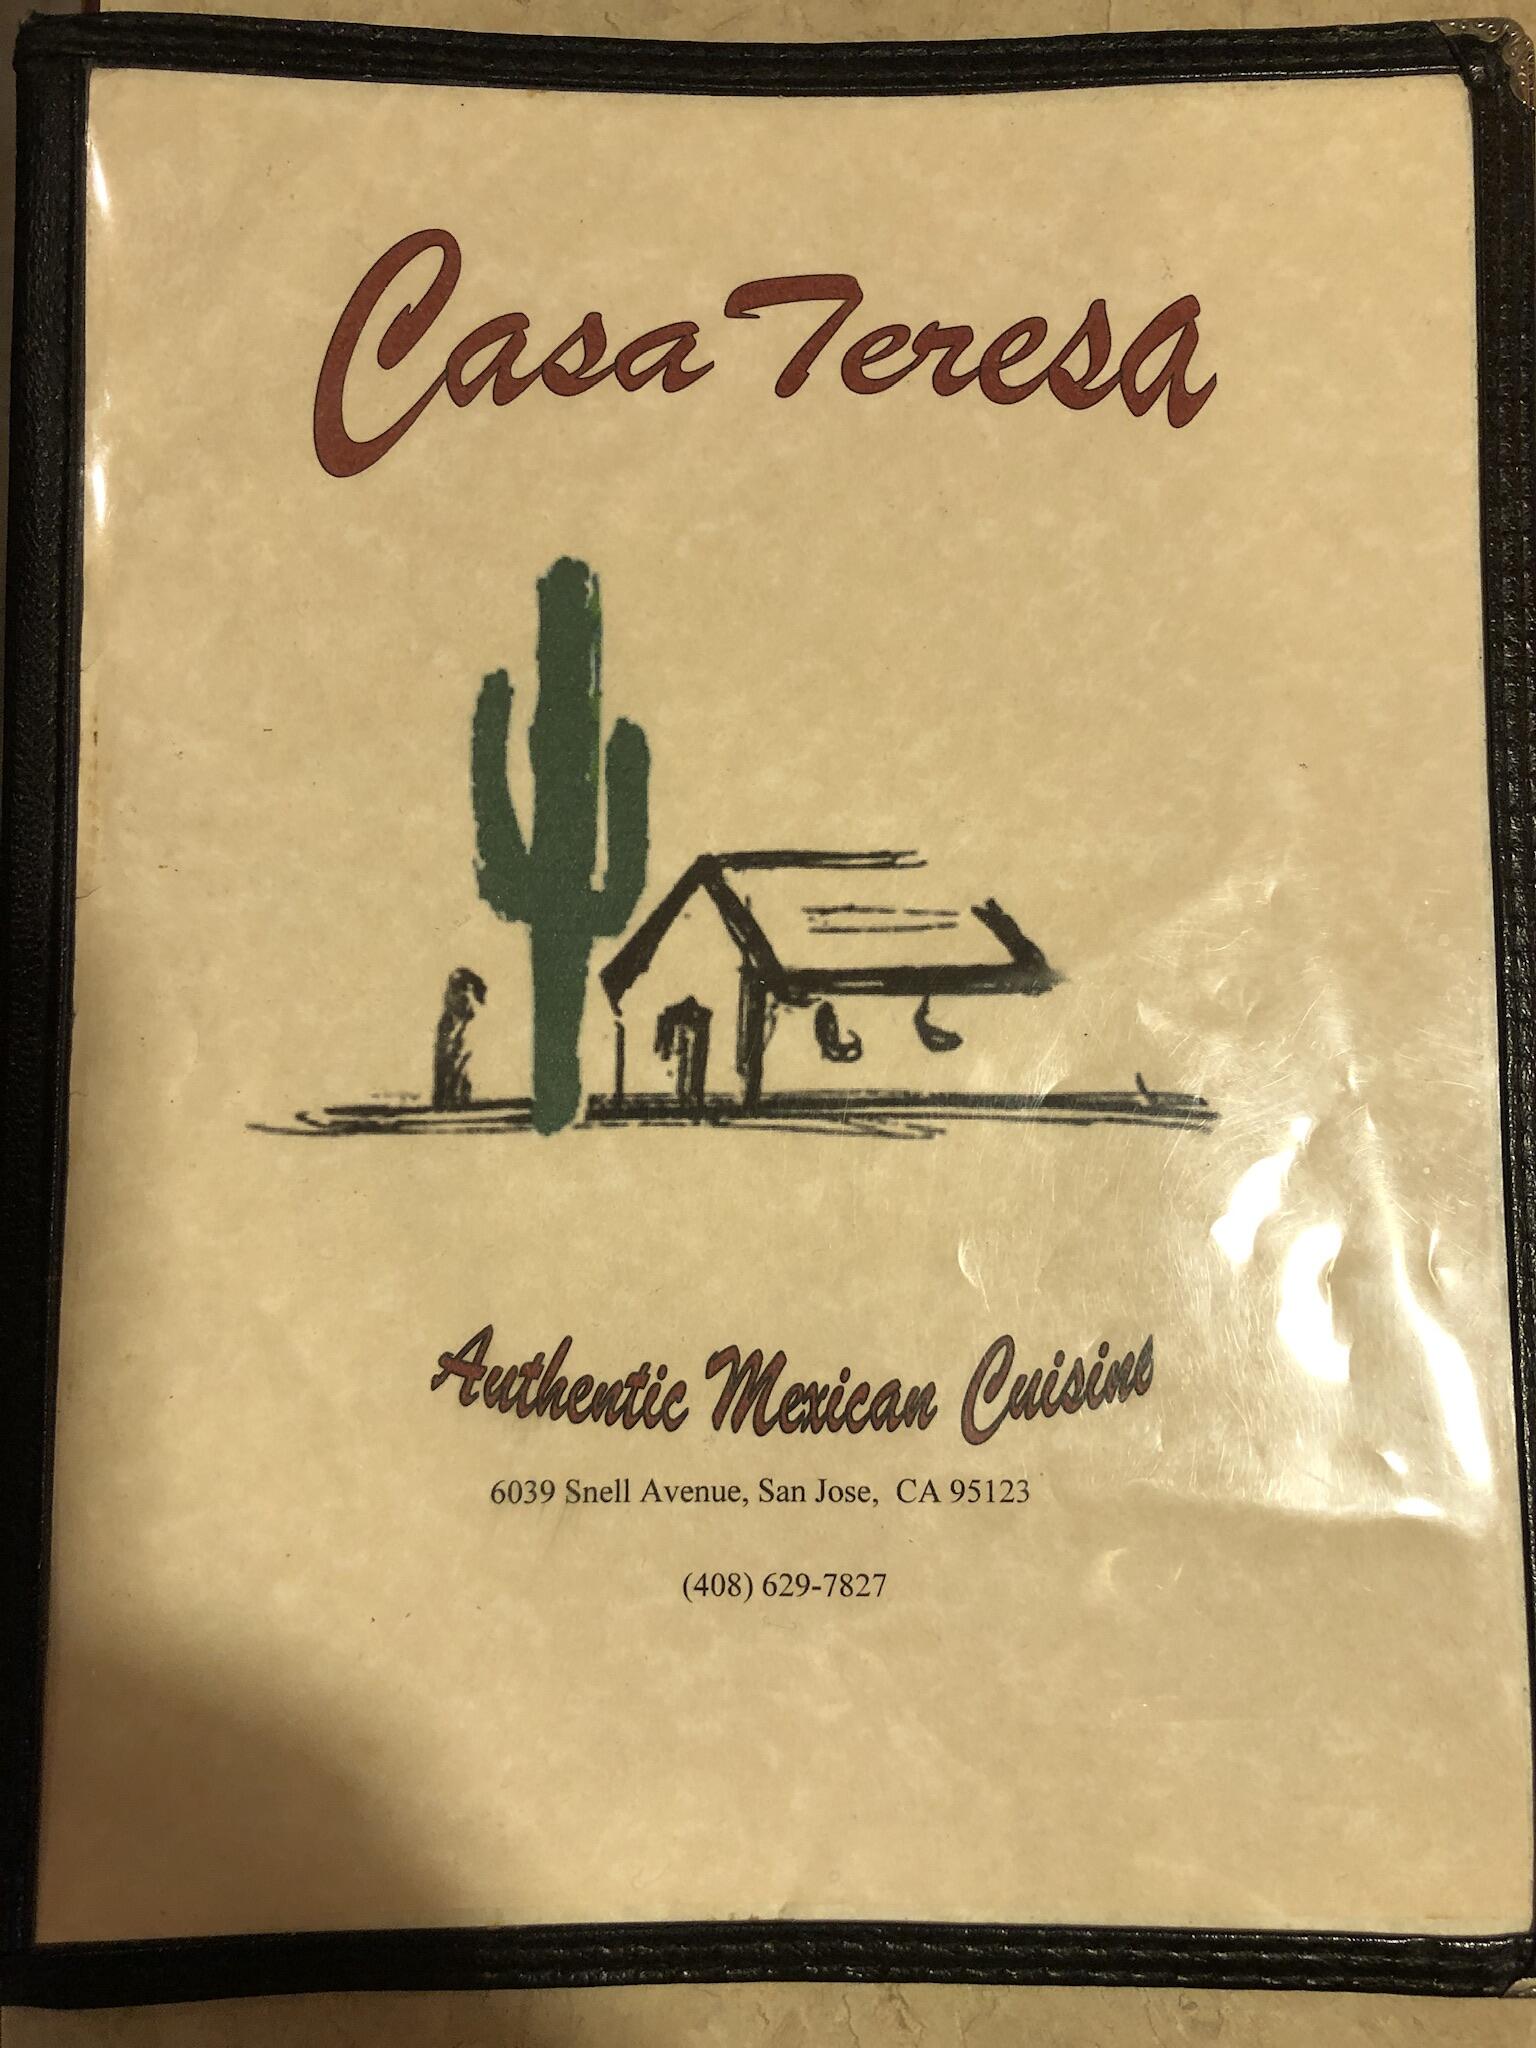 Casa Teresa
Authentic Mexican Cuisine
6039 Snell Avenue, San Jose, CA 95123
(408) 629-7827